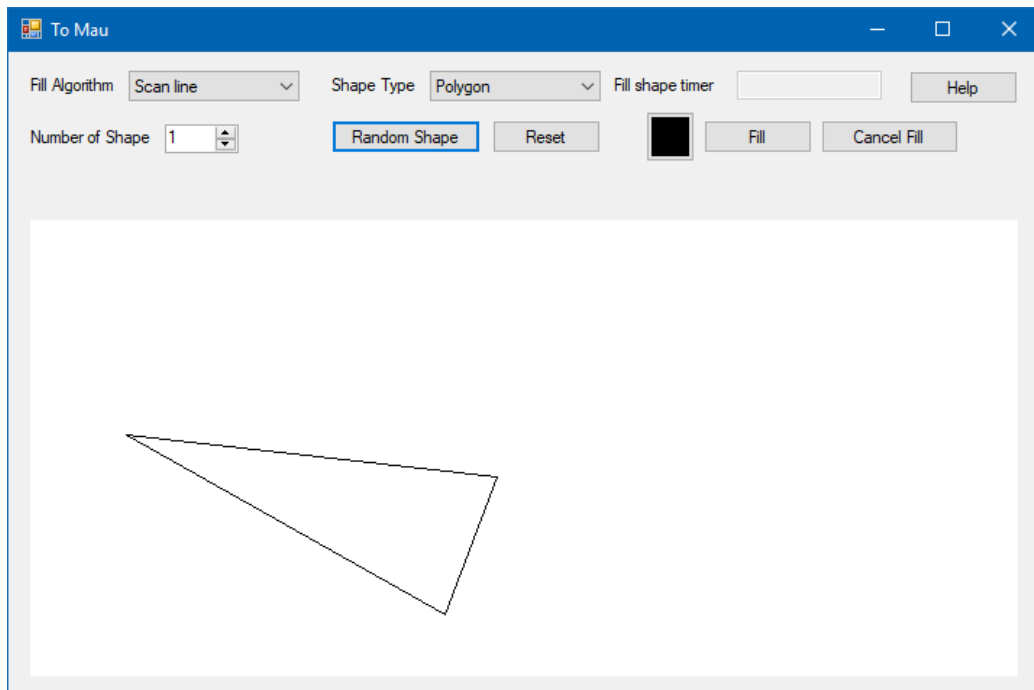 To Mau
Fill Algorithm Scan line Shape Type Polygon Fill shape timer Help
Number of Shape 1 Random Shape Reset Fill Cancel Fill